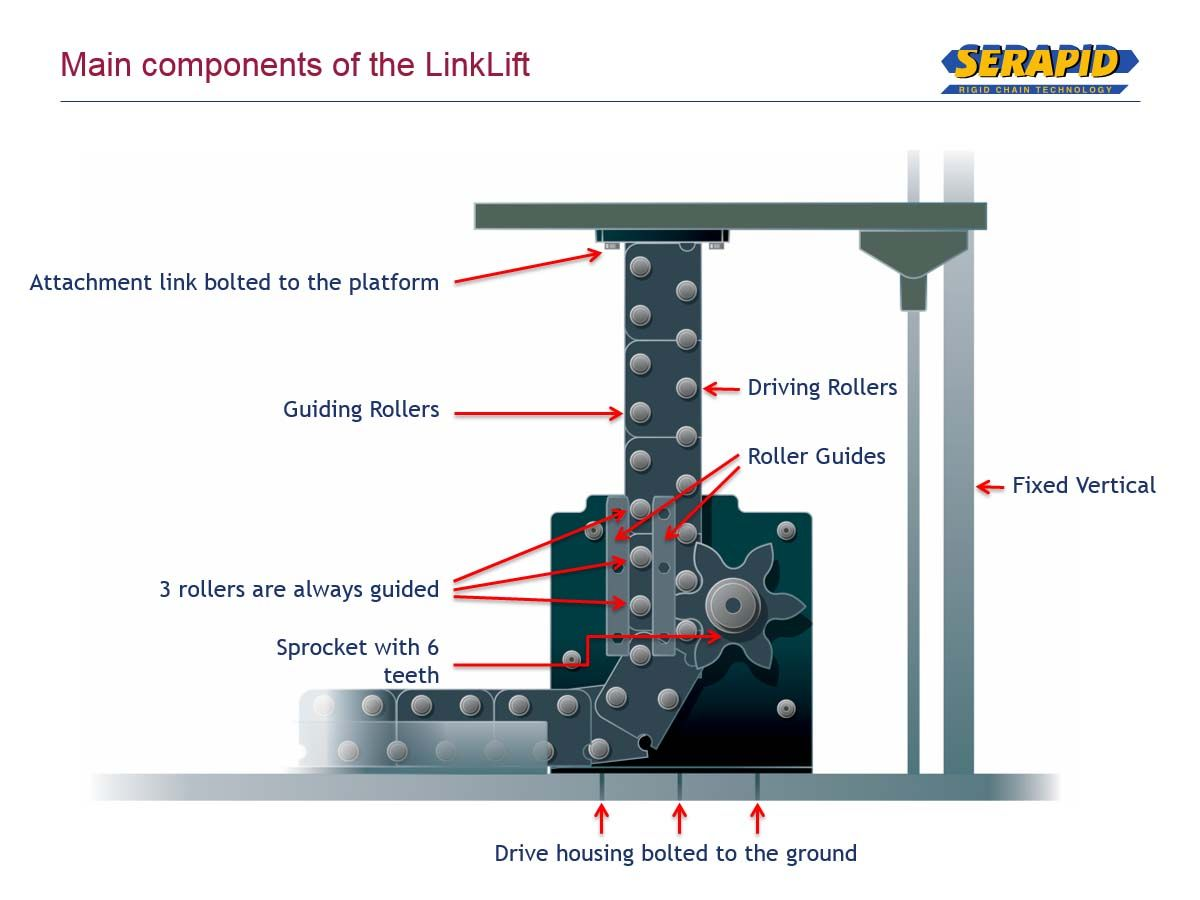 Main components of the LinkLift
SERAPID
RIGID CHAIN TECHNOLOGY
Attachment link bolted to the platform
Guiding Rollers
Driving Rollers
Roller Guides
Fixed Vertical
3 rollers are always guided
Sprocket with 6
teeth
Drive housing bolted to the ground